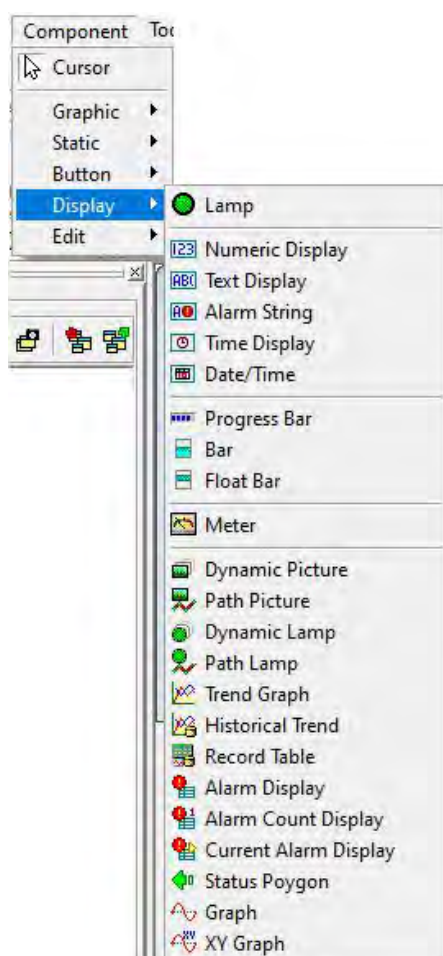 Component
Cursor
Graphic
Static
Button
Display
Edit
Lamp
123 Numeric Display
Text Display
Alarm String
Time Display
Date/Time
Progress Bar
Bar
Float Bar
Meter
Dynamic Picture
Path Picture
Dynamic Lamp
Path Lamp
Trend Graph
Historical Trend
Record Table
Alarm Display
Alarm Count Display
Current Alarm Display
Status Poygon
Graph
XY Graph